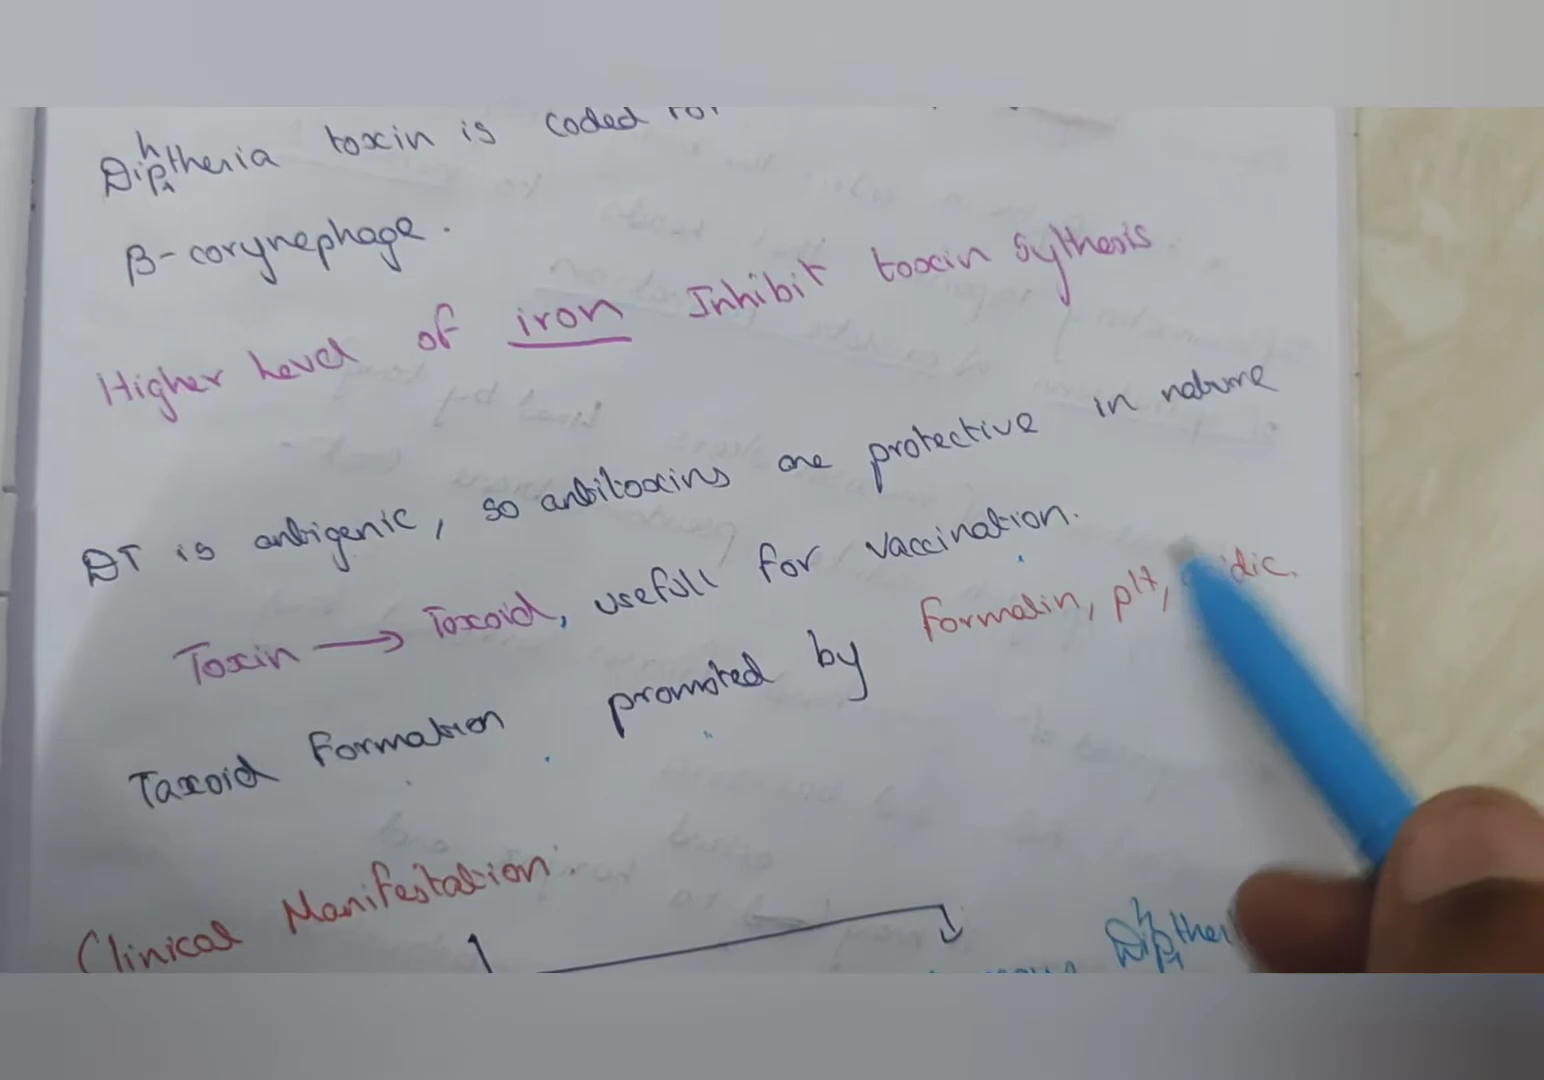 Diphtheria toxin is coded for
β-corynephage.
Higher Level of iron Inhibit toxin Sythesis
DT is antigenic, so antitoxins are protective in nature
Toxin → Toxoid, usefull for vaccination.
Toxoid Formation promoted by Formalin, pH,
Clinical Manifestation